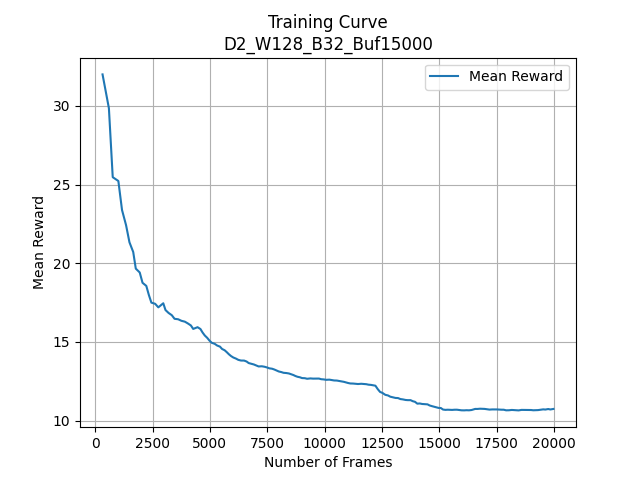 Training Curve
D2_W128_B32_Buf15000
Mean Reward
30
25
20
15
10
Mean Reward
0
2500
5000
7500
10000
12500
15000
17500
20000
Number of Frames